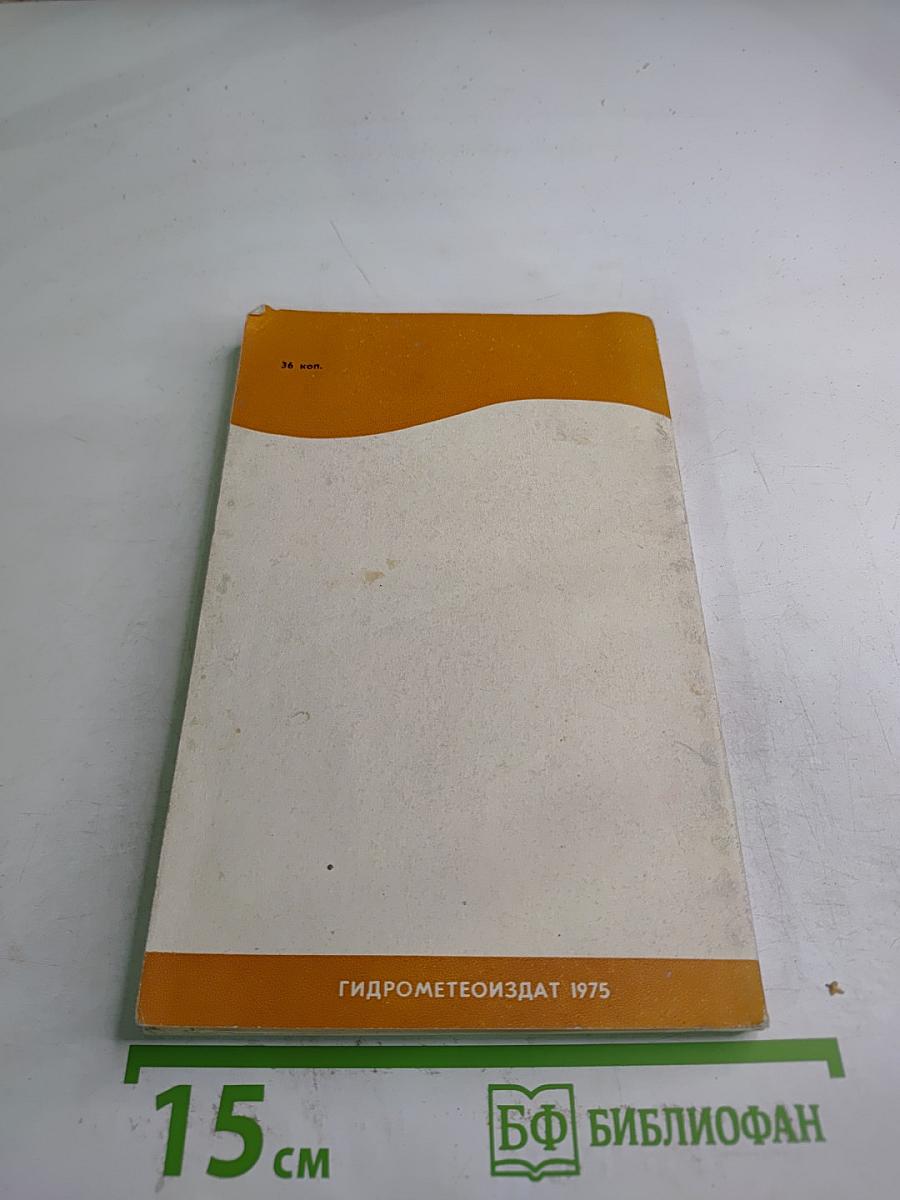 36 коп.
ГИДРОМЕТЕОИЗДАТ 1975
15 см
БФ БИБЛИОФАН